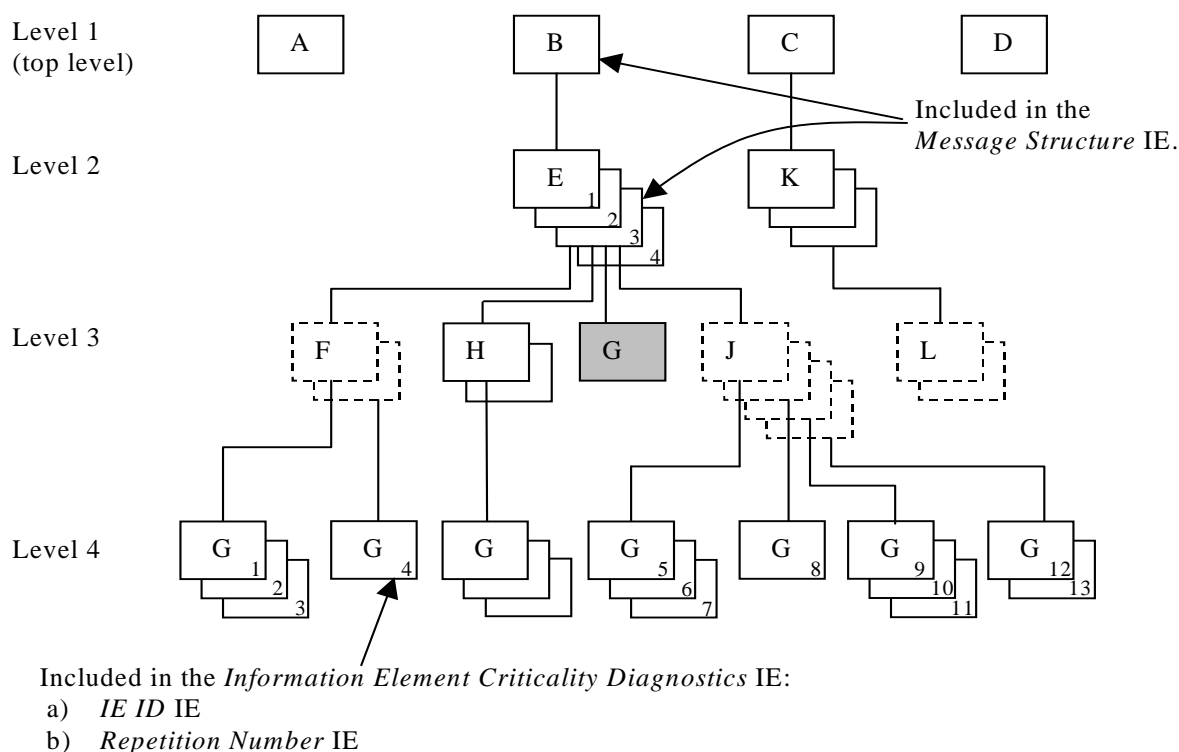 Level 1
(top level)
A
B
C
D
Included in the
Message Structure IE.
Level 2
E
1
2
3
4
K
Level 3
F
H
G
J
L
Level 4
G
1
2
3
G
4
G
G
5
6
7
G
8
G
9
10
11
G
12
13
Included in the Information Element Criticality Diagnostics IE:
a) IE ID IE
b) Repetition Number IE